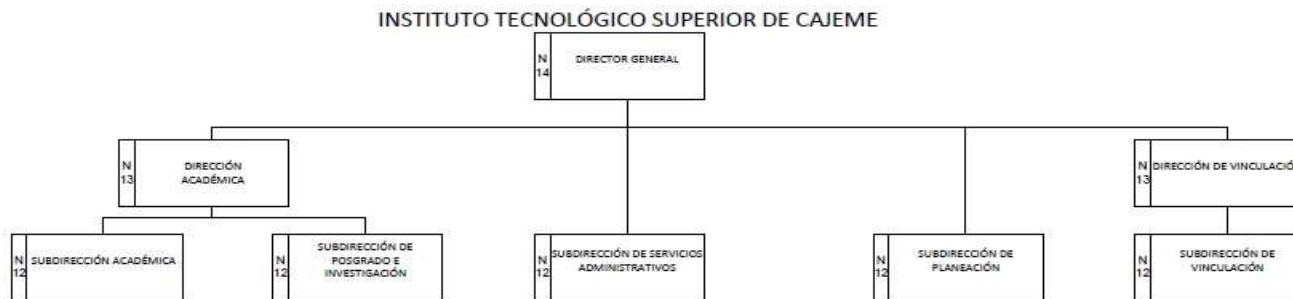 INSTITUTO TECNOLÓGICO SUPERIOR DE CAJEME
N
14
DIRECTOR GENERAL
N
13
DIRECCIÓN
ACADÉMICA
N
13
DIRECCIÓN DE VINCULACIÓ
N
12
SUBDIRECCIÓN ACADÉMICA
N
12
SUBDIRECCIÓN DE
POSGRADO E
INVESTIGACIÓN
N
12
SUBDIRECCIÓN DE SERVICIOS
ADMINISTRATIVOS
N
12
SUBDIRECCIÓN DE
PLANEACIÓN
N
12
SUBDIRECCIÓN DE
VINCULACIÓN